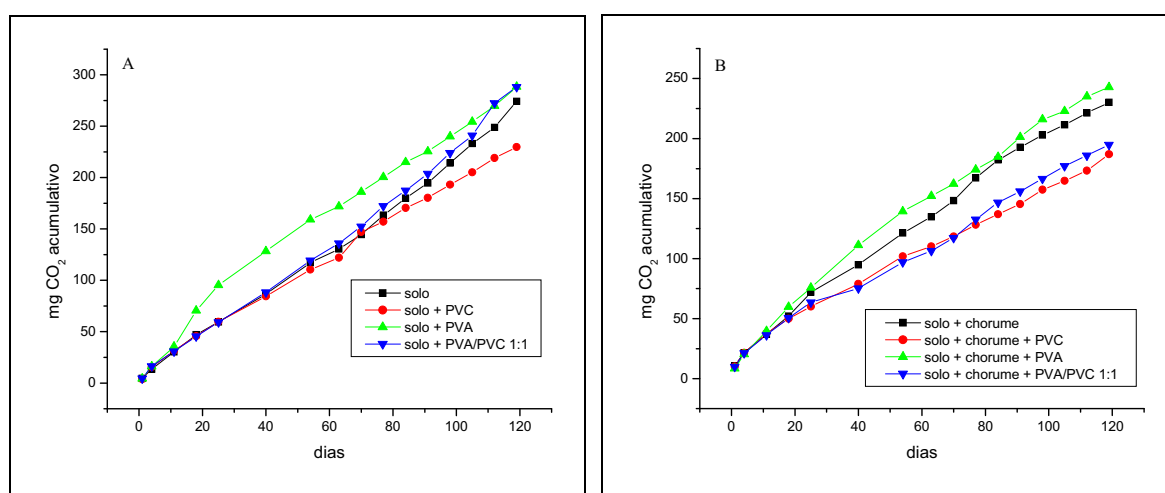 A
mg CO2 acumulativo
300
250
200
150
100
50
0
solo
solo + PVC
solo + PVA
solo + PVA/PVC 1:1
0 20 40 60 80 100 120
dias
B
mg CO2 acumulativo
250
200
150
100
50
0
solo + chorume
solo + chorume + PVC
solo + chorume + PVA
solo + chorume + PVA/PVC 1:1
0 20 40 60 80 100 120
dias